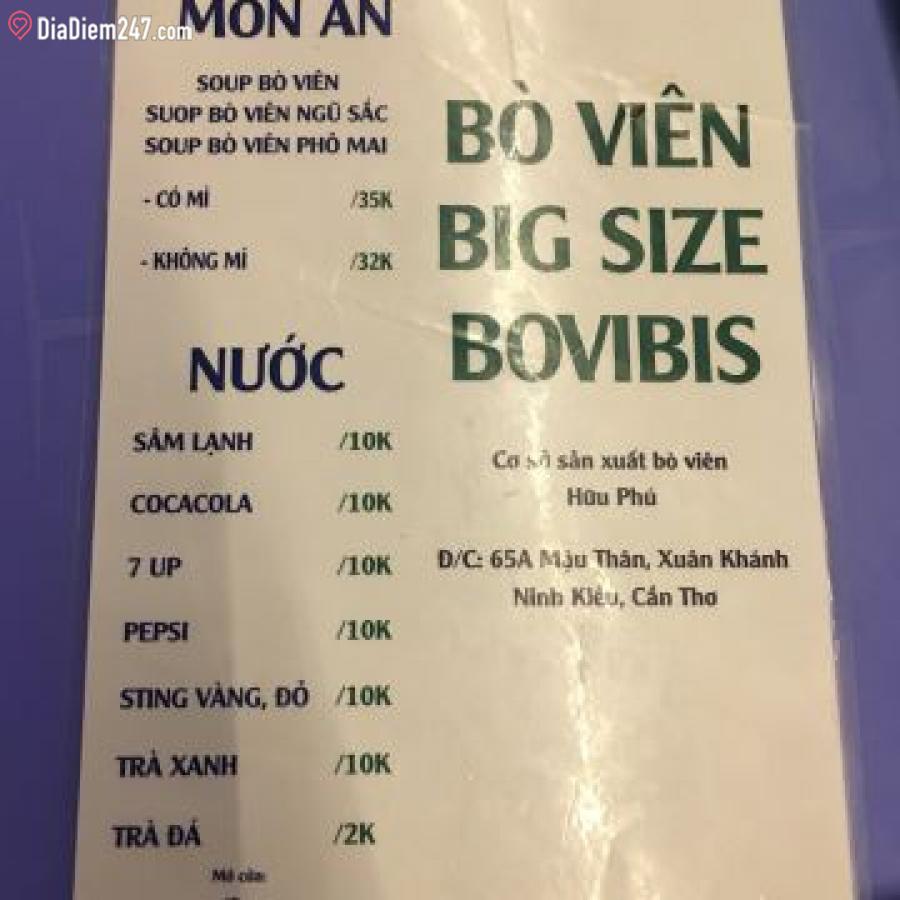 DiaDiem247.com
MÓN ĂN
SOUP BÒ VIÊN
SUOP BÒ VIÊN NGŨ SẮC
SOUP BÒ VIÊN PHÔ MAI
- CÓ MÌ /35K
- KHÔNG MÌ /32K
NƯỚC
SÂM LẠNH /10K
COCACOLA /10K
7 UP /10K
PEPSI /10K
STING VÀNG, ĐỎ /10K
TRÀ XANH /10K
TRÀ ĐÁ /2K
Mở cửa:
BÒ VIÊN
BIG SIZE
BOVIBIS
Cơ sở sản xuất bò viên
Hữu Phú
Đ/C: 65A Mậu Thân, Xuân Khánh
Ninh Kiều, Cần Thơ